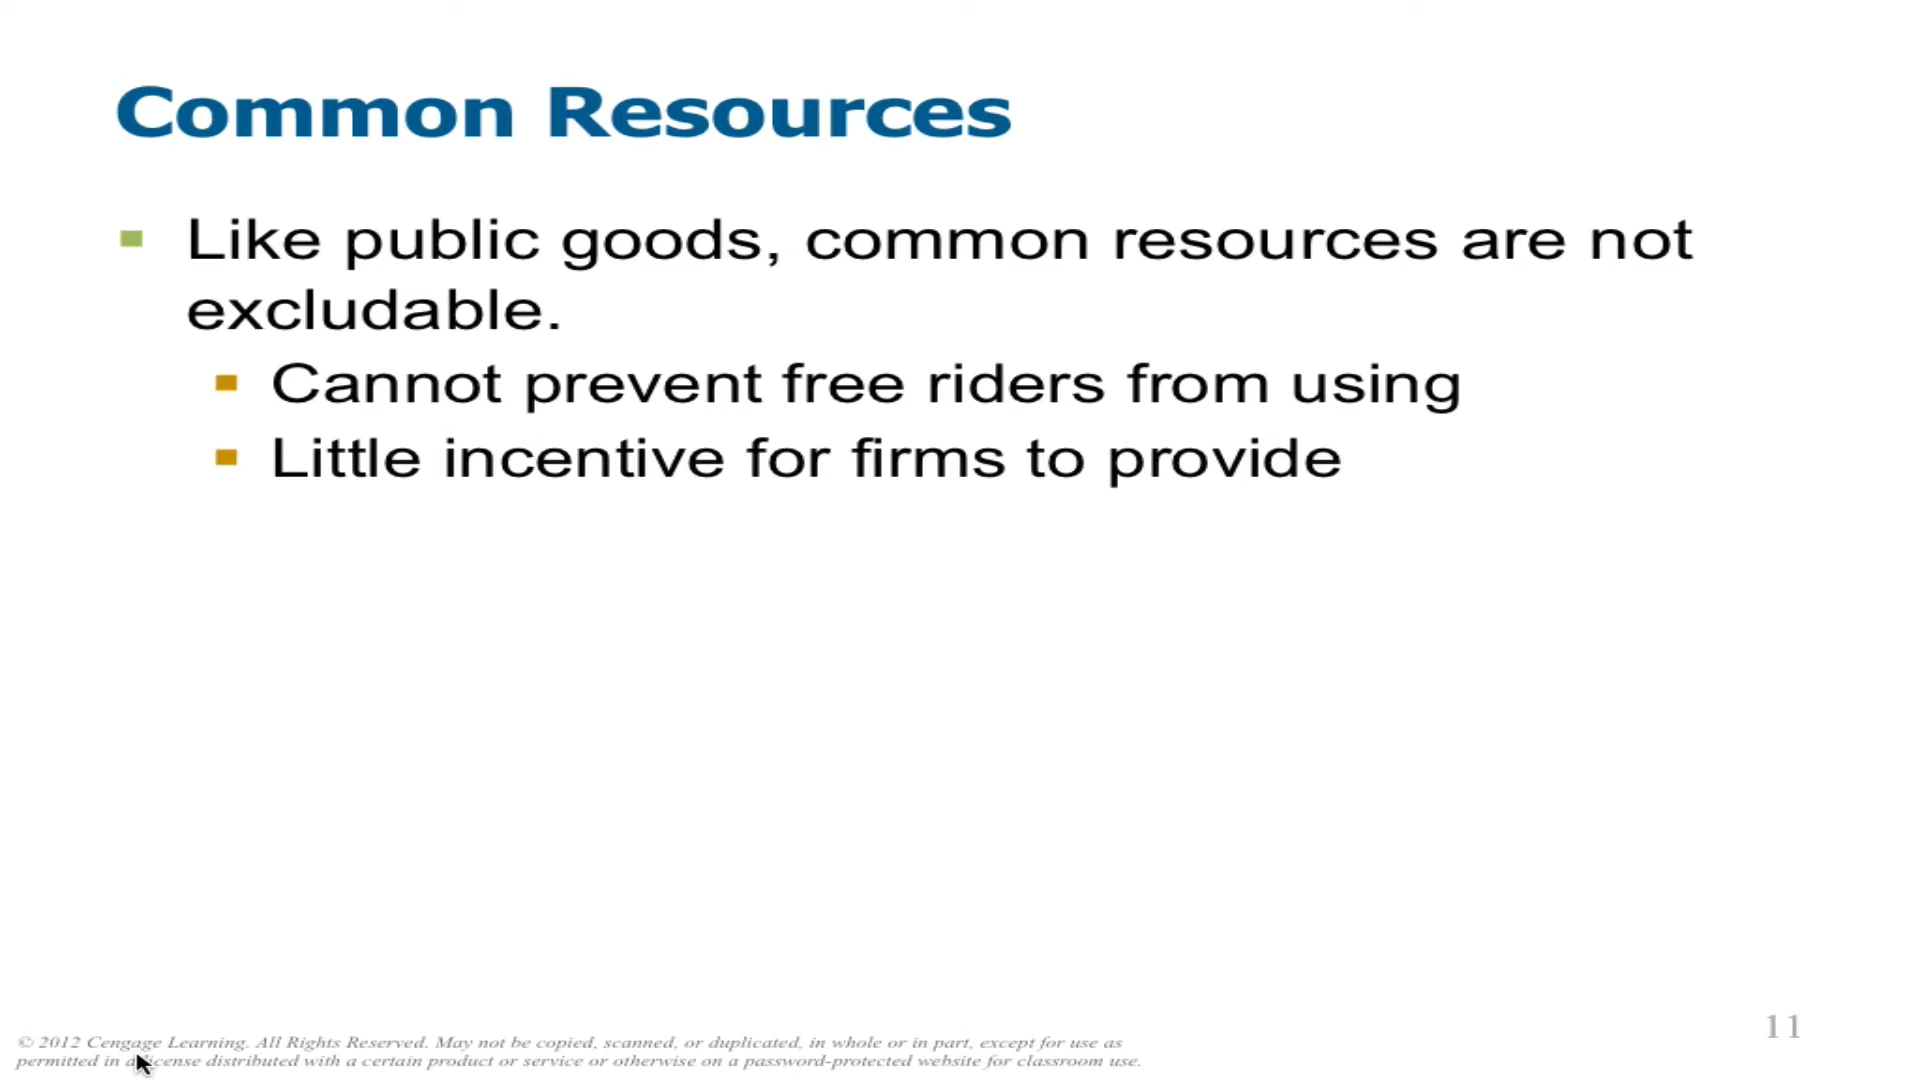 Common Resources
Like public goods, common resources are not
excludable.
Cannot prevent free riders from using
Little incentive for firms to provide
11
© 2012 Cengage Learning. All Rights Reserved. May not be copied, scanned, or duplicated, in whole or in part, except for use as
permitted in a license distributed with a certain product or service or otherwise on a password-protected website for classroom use.